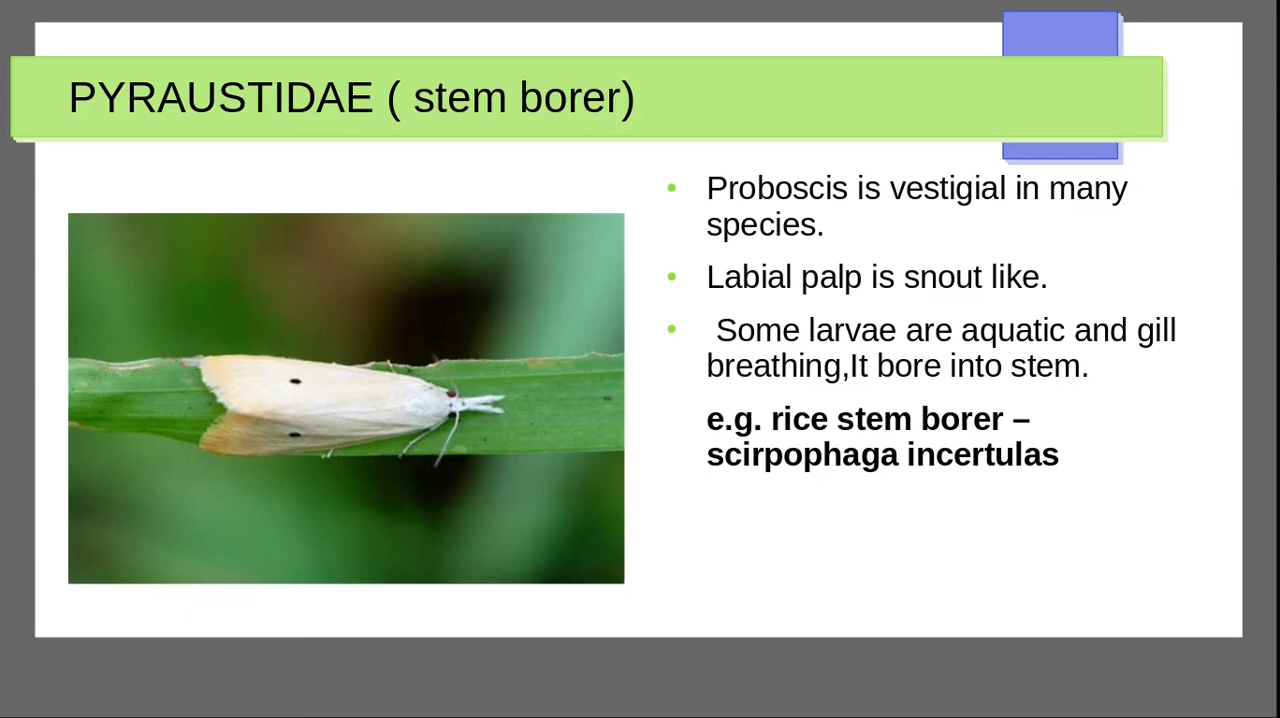 PYRAUSTIDAE ( stem borer)
• Proboscis is vestigial in many
species.
• Labial palp is snout like.
• Some larvae are aquatic and gill
breathing,It bore into stem.
e.g. rice stem borer –
scirpophaga incertulas